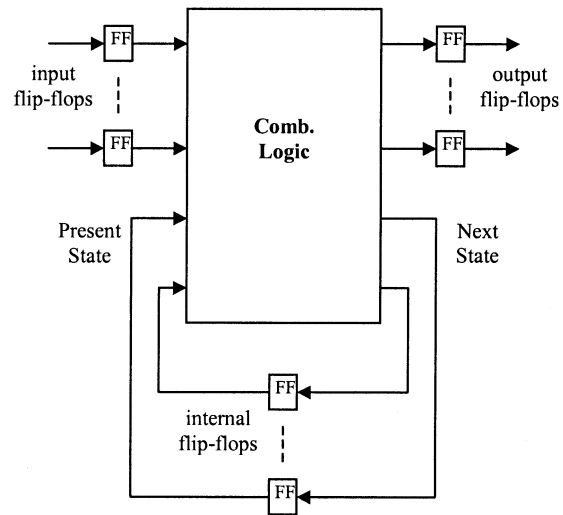 FF
FF
input
flip-flops
output
flip-flops
Comb.
Logic
FF
FF
Present
State
Next
State
FF
internal
flip-flops
FF